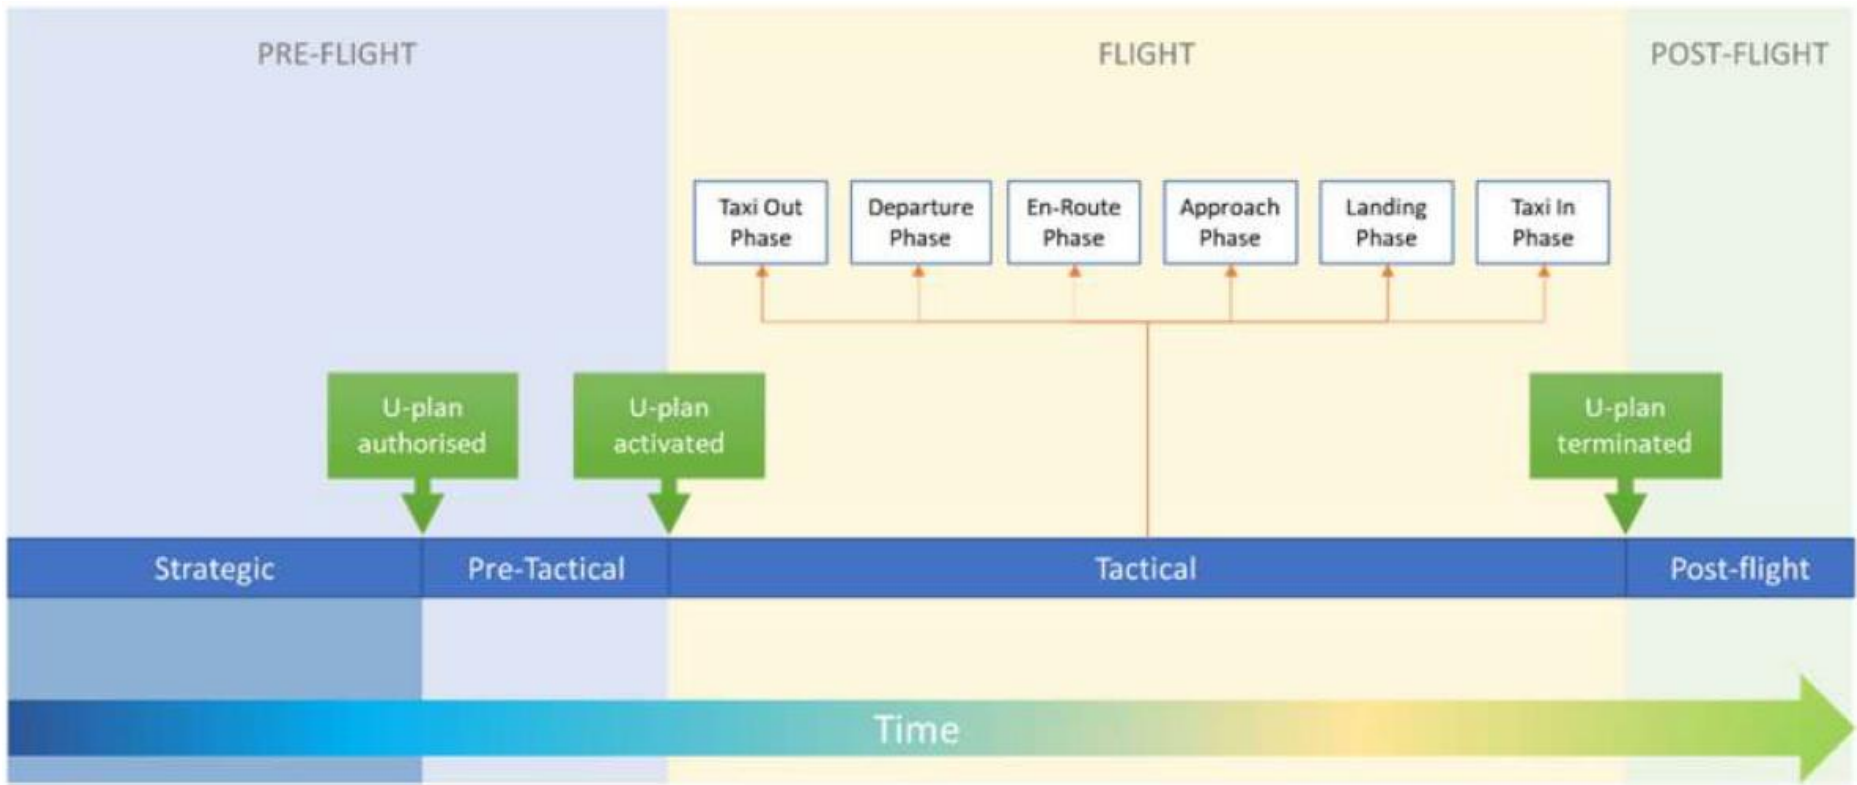 PRE-FLIGHT
FLIGHT
POST-FLIGHT
Taxi Out
Phase
Departure
Phase
En-Route
Phase
Approach
Phase
Landing
Phase
Taxi In
Phase
U-plan
authorised
U-plan
activated
U-plan
terminated
Strategic
Pre-Tactical
Tactical
Post-flight
Time